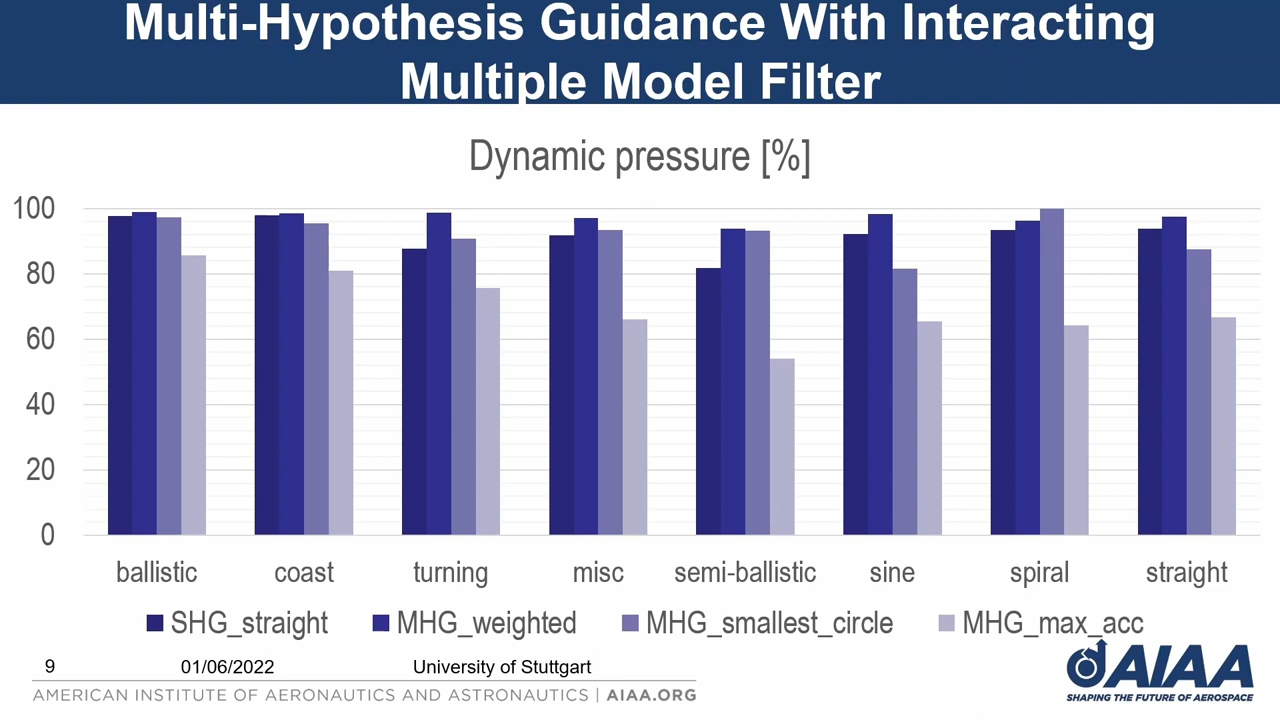 Multi-Hypothesis Guidance With Interacting
Multiple Model Filter
Dynamic pressure [%]
100
80
60
40
20
0
ballistic coast turning misc semi-ballistic sine spiral straight
SHG_straight MHG_weighted MHG_smallest_circle MHG_max_acc
9 01/06/2022 University of Stuttgart
AMERICAN INSTITUTE OF AERONAUTICS AND ASTRONAUTICS | AIAA.ORG
AIAA
SHAPING THE FUTURE OF AEROSPACE